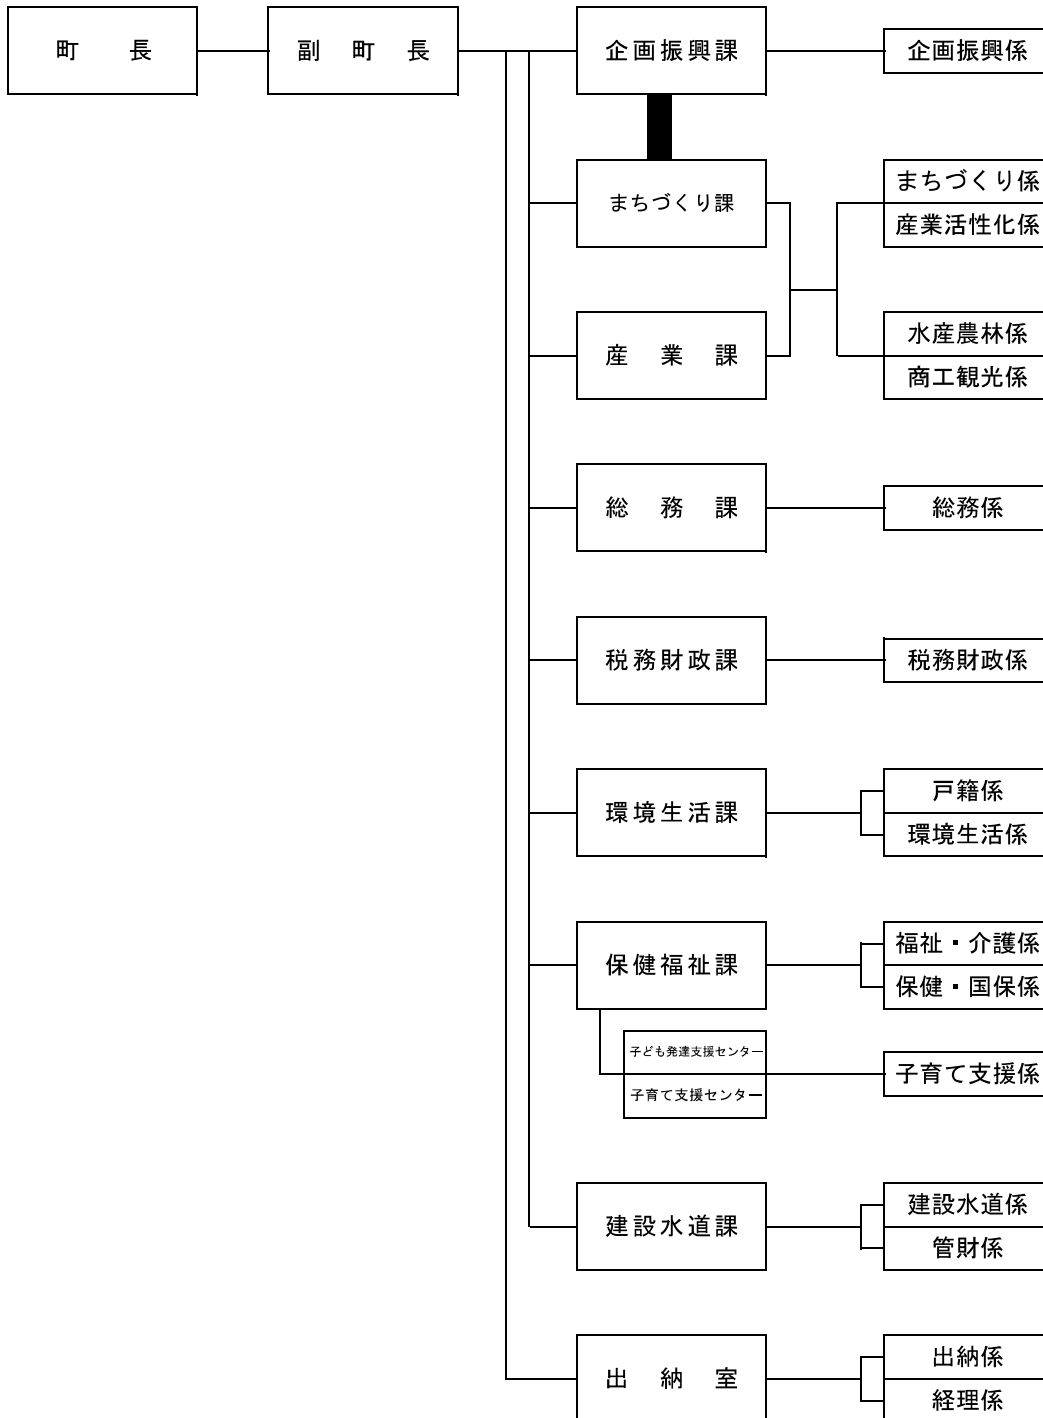 町　長
副　町　長
企画振興課
企画振興係
まちづくり課
まちづくり係
産業活性化係
産　業　課
水産農林係
商工観光係
総　務　課
総務係
税務財政課
税務財政係
環境生活課
戸籍係
環境生活係
保健福祉課
福祉・介護係
保健・国保係
子ども発達支援センター
子育て支援センター
子育て支援係
建設水道課
建設水道係
管財係
出　納　室
出納係
経理係